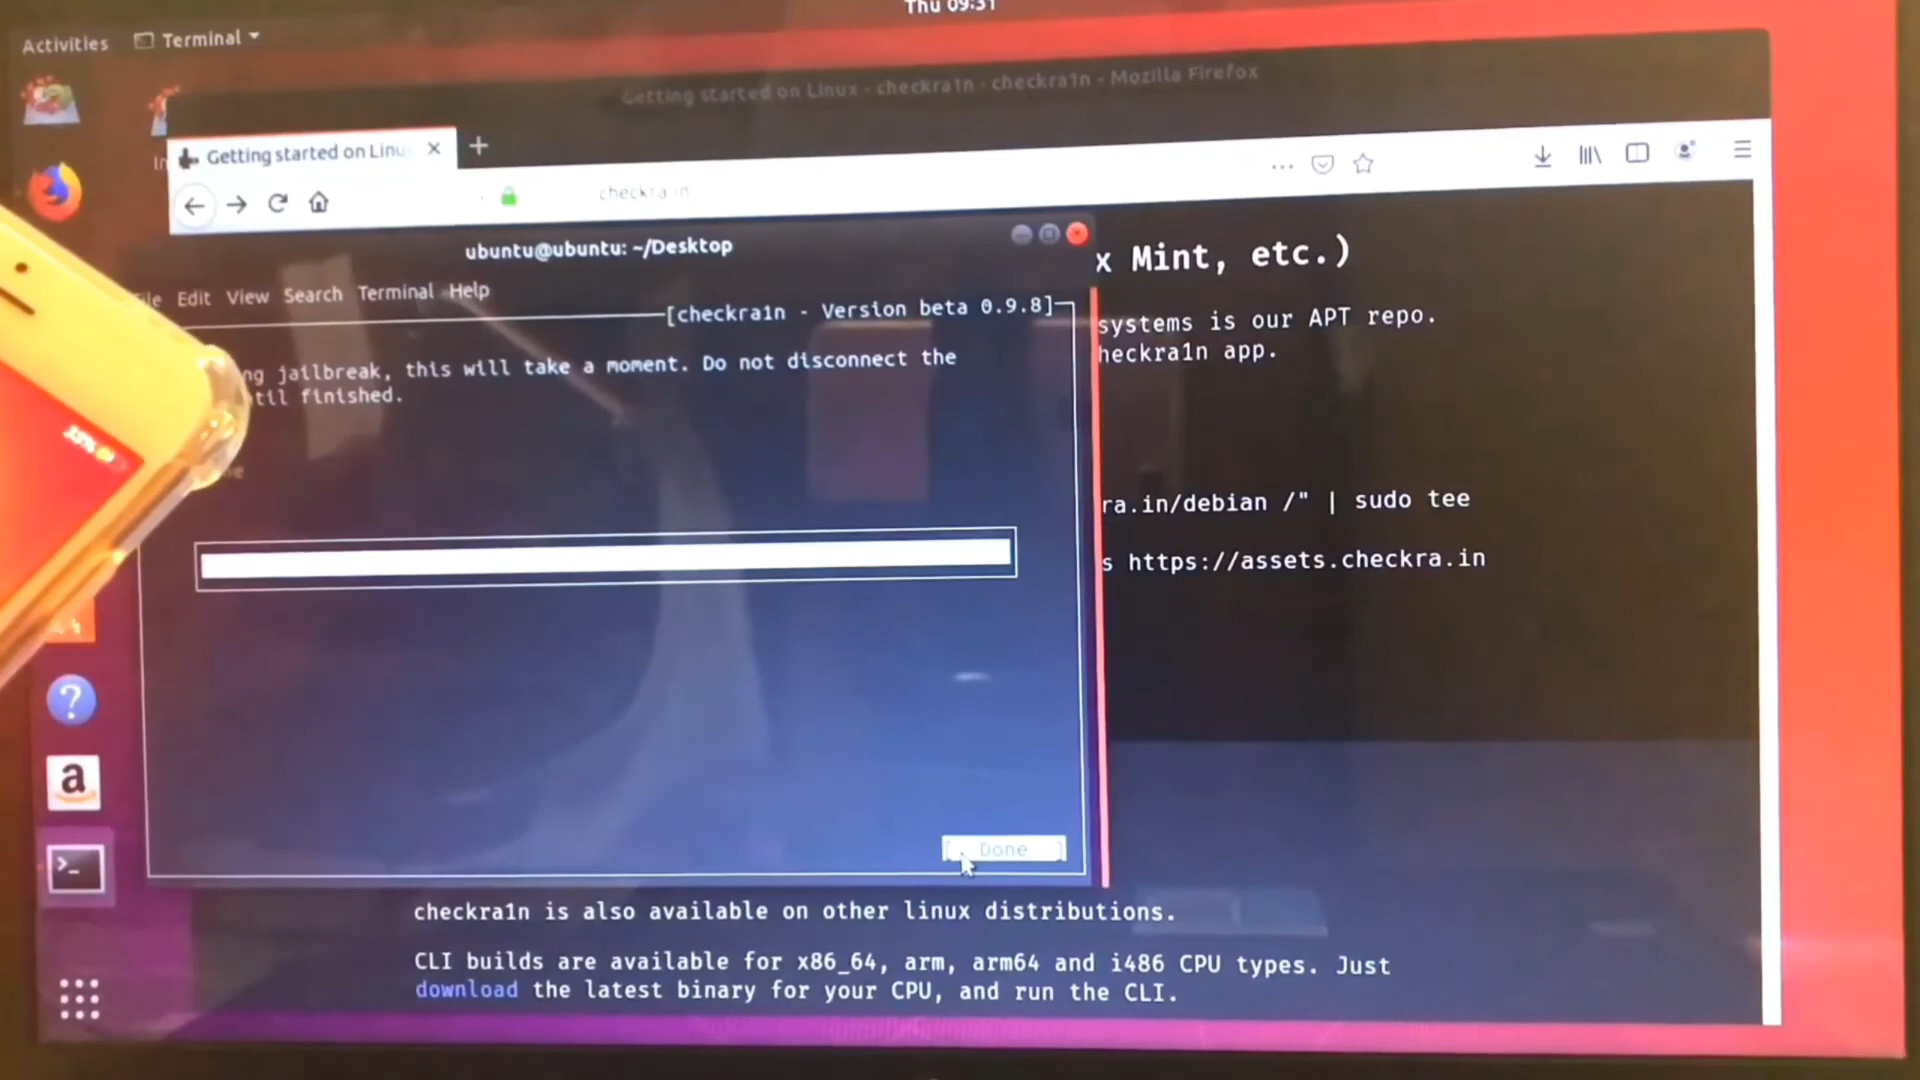 Thu 09:31
Activities
Terminal
Getting started on Linux · checkra1n · checkra1n - Mozilla Firefox
Getting started on Linu
checkra.in
ubuntu@ubuntu: ~/Desktop
Edit View Search Terminal Help
[checkra1n - Version beta 0.9.8]
x Mint, etc.)
systems is our APT repo.
heckra1n app.
ng jailbreak, this will take a moment. Do not disconnect the
til finished.
33%
ra.in/debian /" | sudo tee
s https://assets.checkra.in
[ Done ]
checkra1n is also available on other linux distributions.
CLI builds are available for x86_64, arm, arm64 and i486 CPU types. Just
download the latest binary for your CPU, and run the CLI.